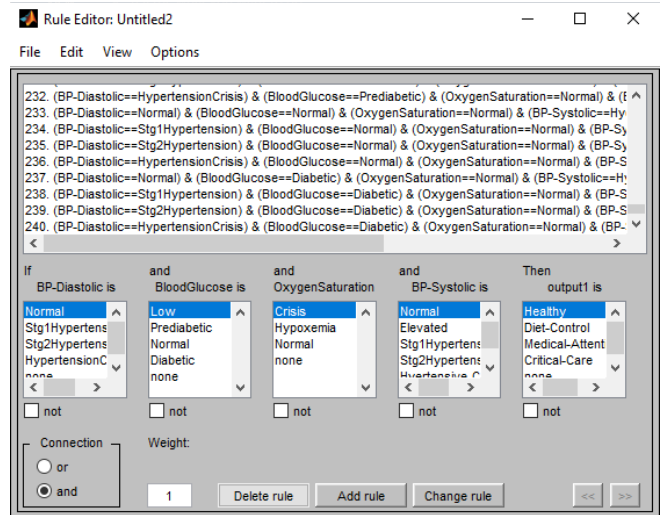 Rule Editor: Untitled2
File Edit View Options
232. (BP-Diastolic==HypertensionCrisis) & (BloodGlucose==Prediabetic) & (OxygenSaturation==Normal) & (
233. (BP-Diastolic==Normal) & (BloodGlucose==Normal) & (OxygenSaturation==Normal) & (BP-Systolic==Hy
234. (BP-Diastolic==Stg1Hypertension) & (BloodGlucose==Normal) & (OxygenSaturation==Normal) & (BP-Sy
235. (BP-Diastolic==Stg2Hypertension) & (BloodGlucose==Normal) & (OxygenSaturation==Normal) & (BP-Sy
236. (BP-Diastolic==HypertensionCrisis) & (BloodGlucose==Normal) & (OxygenSaturation==Normal) & (BP-S
237. (BP-Diastolic==Normal) & (BloodGlucose==Diabetic) & (OxygenSaturation==Normal) & (BP-Systolic==Hy
238. (BP-Diastolic==Stg1Hypertension) & (BloodGlucose==Diabetic) & (OxygenSaturation==Normal) & (BP-S
239. (BP-Diastolic==Stg2Hypertension) & (BloodGlucose==Diabetic) & (OxygenSaturation==Normal) & (BP-S
240. (BP-Diastolic==HypertensionCrisis) & (BloodGlucose==Diabetic) & (OxygenSaturation==Normal) & (BP-
If and and and Then
BP-Diastolic is BloodGlucose is OxygenSaturation BP-Systolic is output1 is
Normal Low Crisis Normal Healthy
Stg1Hypertens Prediabetic Hypoxemia Elevated Diet-Control
Stg2Hypertens Normal Normal Stg1Hypertens Medical-Attent
HypertensionC Diabetic none Stg2Hypertens Critical-Care
none none Hypertensive C none
not not not not not
Connection Weight:
or
and 1 Delete rule Add rule Change rule << >>